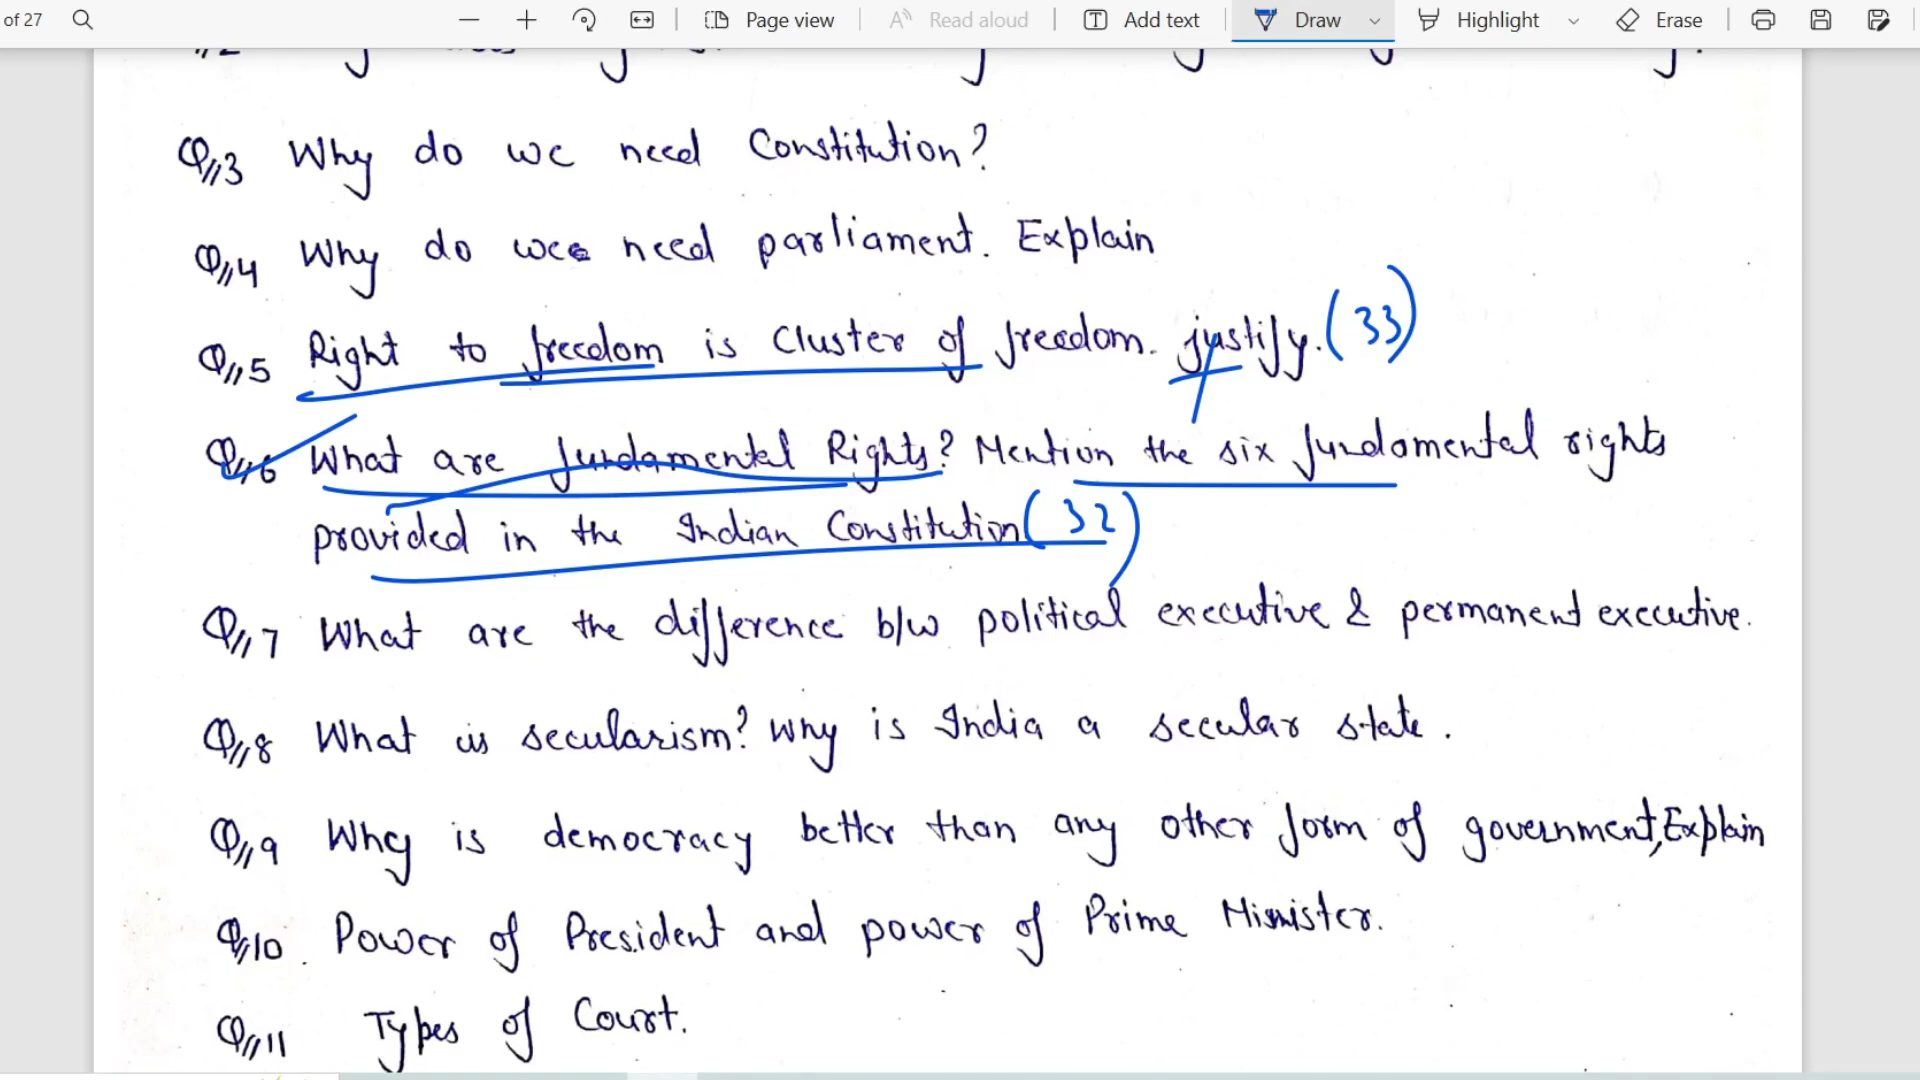 of 27 Page view Read aloud Add text Draw Highlight Erase
Q//3 Why do we need Constitution?
Q//4 Why do we need parliament. Explain
Q//5 Right to freedom is Cluster of freedom. justify. (33)
Q//6 What are fundamental Rights? Mention the six fundamental rights
provided in the Indian Constitution (32)
Q//7 What are the difference b/w political executive & permanent executive.
Q//8 What is secularism? Why is India a secular state.
Q//9 Why is democracy better than any other form of government, Explain
Q//10. Power of President and power of Prime Minister.
Q//11 Types of Court.